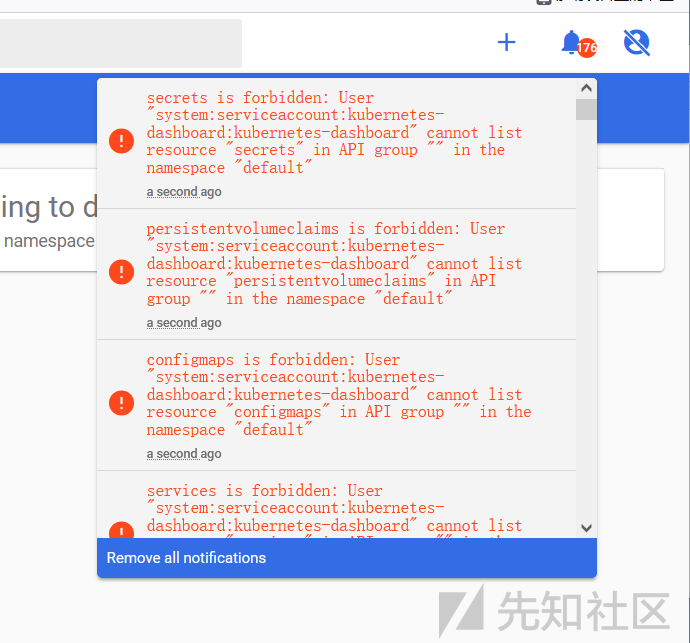 176
secrets is forbidden: User
"system:serviceaccount:kubernetes-
dashboard:kubernetes-dashboard" cannot list
resource "secrets" in API group "" in the
namespace "default"
a second ago
ing to d
namespace
persistentvolumeclaims is forbidden: User
"system:serviceaccount:kubernetes-
dashboard:kubernetes-dashboard" cannot list
resource "persistentvolumeclaims" in API
group "" in the namespace "default"
a second ago
configmaps is forbidden: User
"system:serviceaccount:kubernetes-
dashboard:kubernetes-dashboard" cannot list
resource "configmaps" in API group "" in the
namespace "default"
a second ago
services is forbidden: User
"system:serviceaccount:kubernetes-
dashboard:kubernetes-dashboard" cannot list
Remove all notifications
先知社区